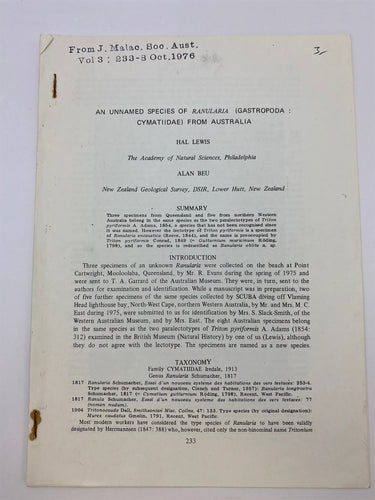 From J. Malac. Soc. Aust.
Vol 3 : 233-8 Oct, 1976
3/-
AN UNNAMED SPECIES OF RANULARIA (GASTROPODA :
CYMATIIDAE) FROM AUSTRALIA
HAL LEWIS
The Academy of Natural Sciences, Philadelphia
ALAN BEU
New Zealand Geological Survey, DSIR, Lower Hutt, New Zealand
SUMMARY
Three specimens from Queensland and five from northern Western
Australia belong in the same species as the two paralectotypes of Triton
pyriformis A. Adams, 1854, a species that has not been recognised since
it was named. However the lectotype of Triton pyriformis is a specimen
of Ranularia encaustica (Reeve, 1844), and the name is preoccupied by
Triton pyriformis Conrad, 1849 (= Gutturnium muricinum Röding,
1798), and so the species is redescribed as Ranularia oblita n. sp.
INTRODUCTION
Three specimens of an unknown Ranularia were collected on the beach at Point
Cartwright, Mooloolaba, Queensland, by Mr. R. Evans during the spring of 1975 and
were sent to T. A. Garrard of the Australian Museum. They were, in turn, sent to the
authors for examination and identification. While a manuscript was in preparation, two
of five further specimens of the same species collected by SCUBA diving off Vlaming
Head lighthouse bay, North-West Cape, northern Western Australia, by Mr. and Mrs. M. C.
East during 1975, were submitted to us for identification by Mrs. S. Slack-Smith, of the
Western Australian Museum, and by Mrs. East. The eight Australian specimens belong
in the same species as the two paralectotypes of Triton pyriformis A. Adams (1854:
312) examined in the British Museum (Natural History) by one of us (Lewis), although
they do not agree with the lectotype. The specimens are named as a new species.
TAXONOMY
Family CYMATIIDAE Iredale, 1913
Genus Ranularia Schumacher, 1817
1817 Ranularia Schumacher, Essai d'un nouveau systeme des habitations des vers testaces: 253-4.
Type species (by subsequent designation, Clench and Turner, 1957): Ranularia longirostra
Schumacher, 1817 (= Cymatium gutturnium Röding, 1798), Recent, West Pacific.
1817 Ranula Schumacher, Essai d'un nouveau systeme des habitations des vers testaces: 77
(nomen nudum).
1904 Tritonocauda Dall, Smithsonian Misc. Collns, 47: 133. Type species (by original designation):
Murex caudatus Gmelin, 1791, Recent, West Pacific.
Most modern workers have considered the type species of Ranularia to have been validly
designated by Herrmannsen (1847: 388) who, however, cited only the non-binominal name Tritonium
233